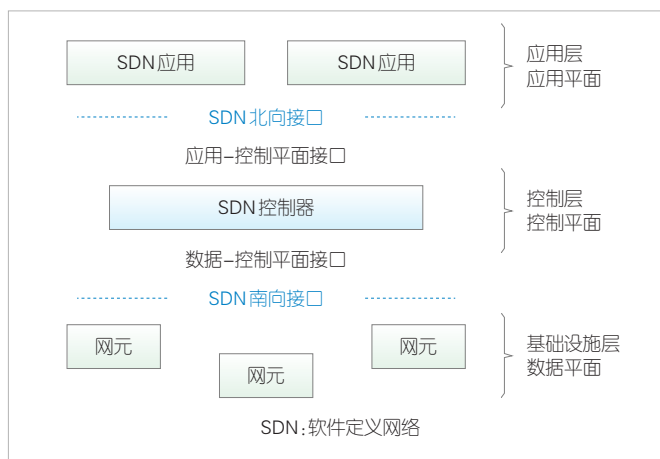 SDN应用
SDN应用
应用层
应用平面
SDN北向接口
应用–控制平面接口
SDN控制器
控制层
控制平面
数据–控制平面接口
SDN南向接口
网元
网元
网元
基础设施层
数据平面
SDN:软件定义网络